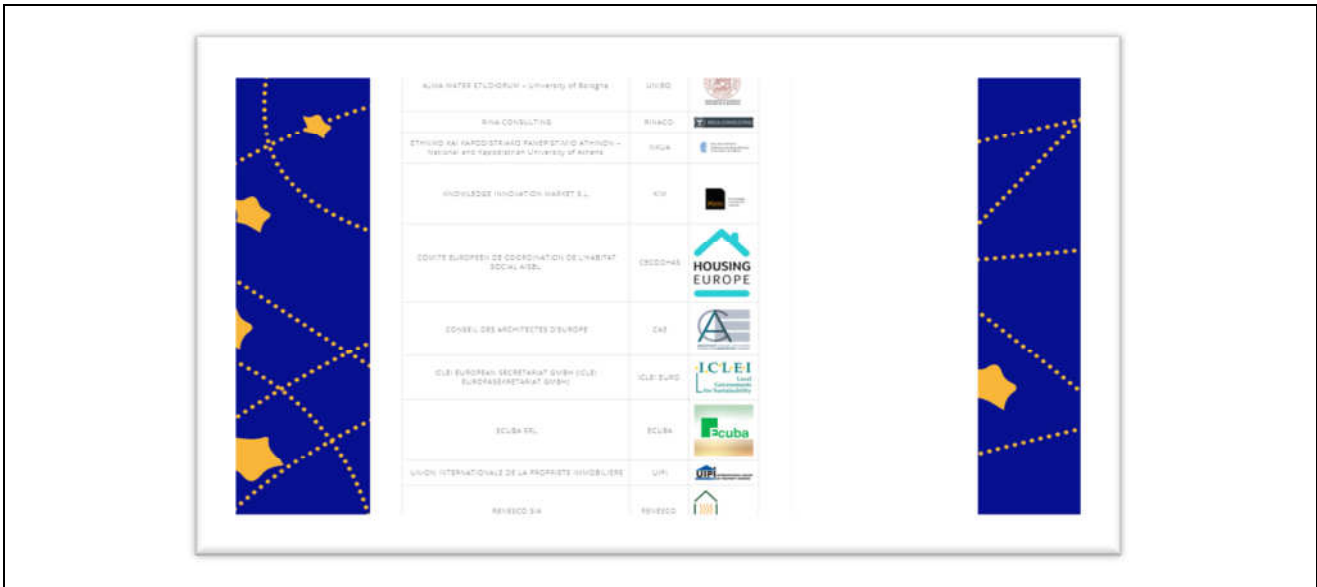 ALMA MATER STUDIORUM – University of Bologna UNIBO
RINA CONSULTING RINACO RINA CONSULTING
ETHNIKO KAI KAPODISTRIAKO PANEPISTIMIO ATHINON –
National and Kapodistrian University of Athens NKUA
KNOWLEDGE INNOVATION MARKET S.L. KIM
COMITE EUROPEEN DE COORDINATION DE L'HABITAT
SOCIAL AISBL CECODHAS
HOUSING
EUROPE
CONSEIL DES ARCHITECTES D'EUROPE CAE
ICLEI EUROPEAN SECRETARIAT GMBH (ICLEI
EUROPASEKRETARIAT GMBH) ICLEI EURO
I.C.L.E.I
Local
Governments
for Sustainability
ECUBA SRL ECUBA Ecuba
UNION INTERNATIONALE DE LA PROPRIETE IMMOBILIERE UIPI UIPI
REVESCO SIA REVESCO